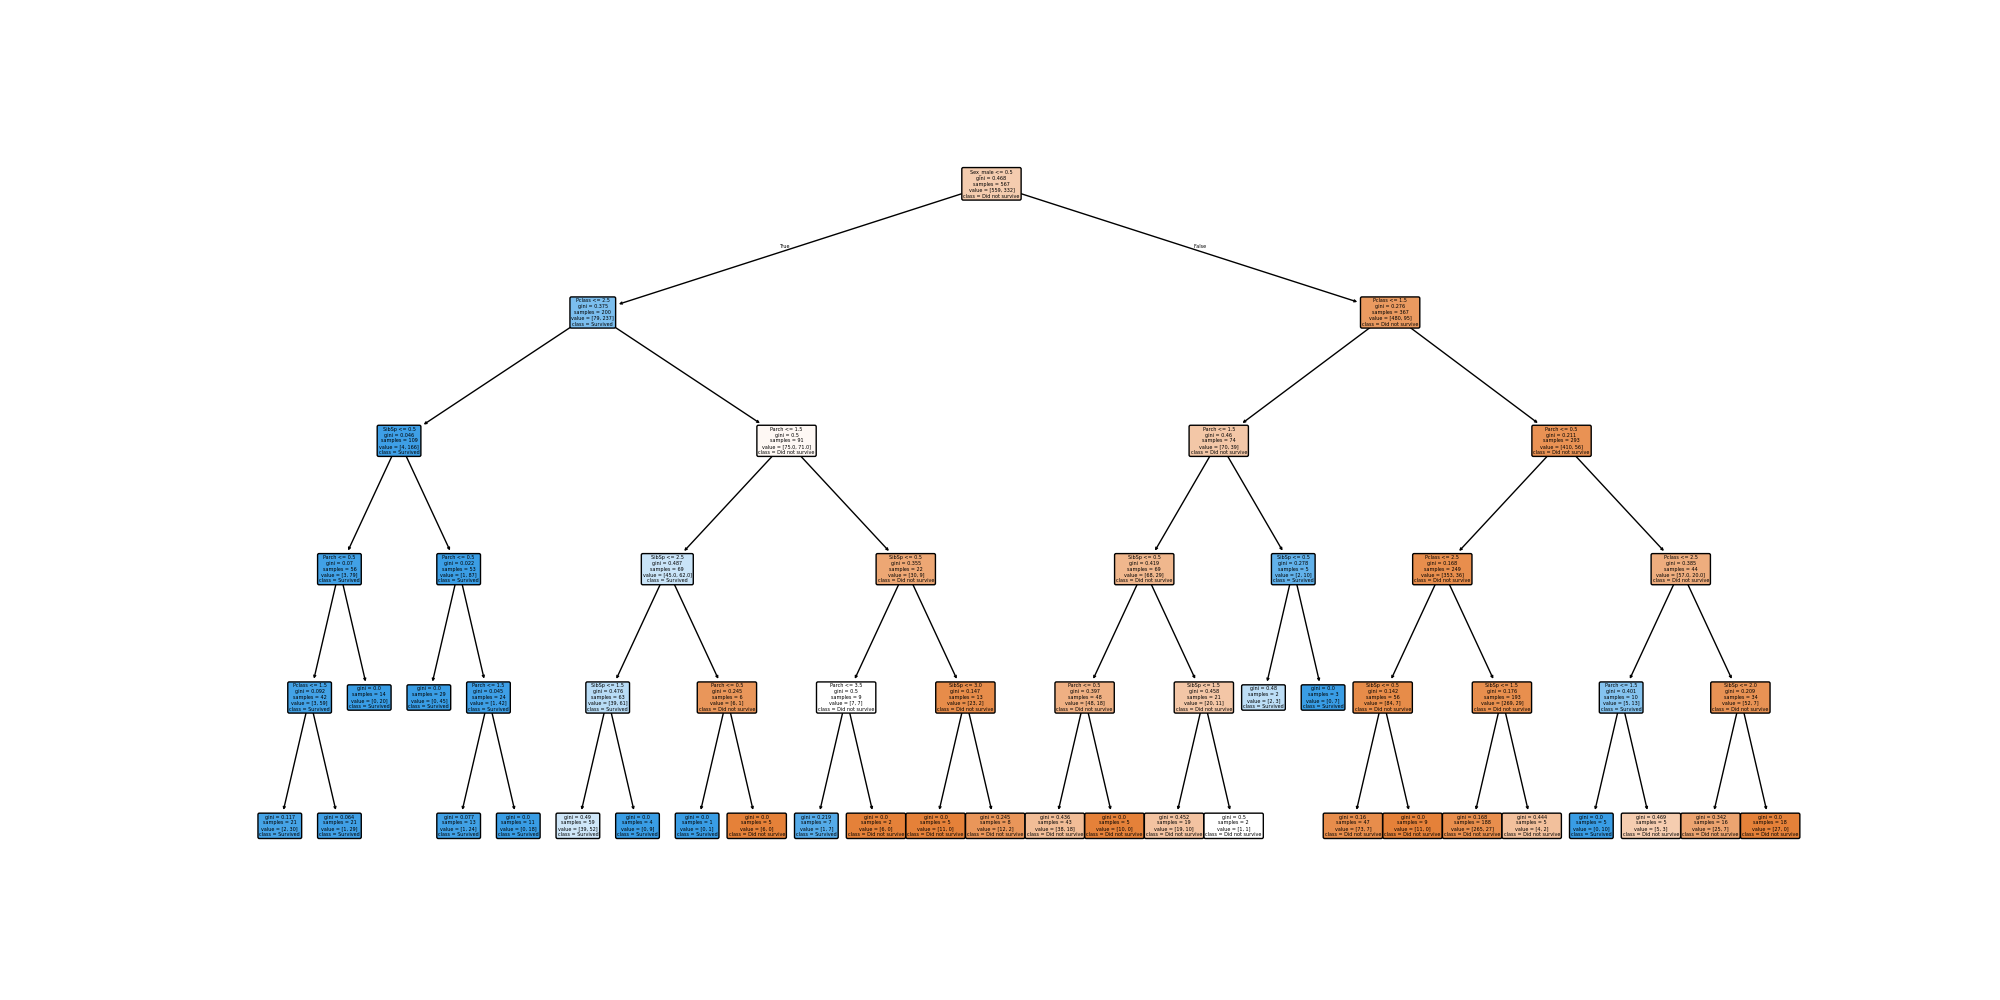 Sex_male <= 0.5
gini = 0.468
samples = 567
value = [559, 332]
class = Did not survive
True
False
Pclass <= 2.5
gini = 0.375
samples = 200
value = [79, 237]
class = Survived
Pclass <= 1.5
gini = 0.276
samples = 367
value = [480, 95]
class = Did not survive
SibSp <= 0.5
gini = 0.046
samples = 109
value = [4, 166]
class = Survived
Parch <= 1.5
gini = 0.5
samples = 91
value = [75.0, 71.0]
class = Did not survive
Parch <= 1.5
gini = 0.46
samples = 74
value = [70, 39]
class = Did not survive
Parch <= 0.5
gini = 0.211
samples = 293
value = [410, 56]
class = Did not survive
Parch <= 0.5
gini = 0.07
samples = 56
value = [3, 79]
class = Survived
Parch <= 0.5
gini = 0.022
samples = 53
value = [1, 87]
class = Survived
SibSp <= 2.5
gini = 0.487
samples = 69
value = [45.0, 62.0]
class = Survived
SibSp <= 0.5
gini = 0.355
samples = 22
value = [30, 9]
class = Did not survive
SibSp <= 0.5
gini = 0.419
samples = 69
value = [68, 29]
class = Did not survive
SibSp <= 0.5
gini = 0.278
samples = 5
value = [2, 10]
class = Survived
Pclass <= 2.5
gini = 0.168
samples = 249
value = [353, 36]
class = Did not survive
Pclass <= 2.5
gini = 0.385
samples = 44
value = [57.0, 20.0]
class = Did not survive
Pclass <= 1.5
gini = 0.092
samples = 42
value = [3, 59]
class = Survived
gini = 0.0
samples = 14
value = [0, 20]
class = Survived
gini = 0.0
samples = 29
value = [0, 45]
class = Survived
Parch <= 1.5
gini = 0.045
samples = 24
value = [1, 42]
class = Survived
SibSp <= 1.5
gini = 0.476
samples = 63
value = [39, 61]
class = Survived
Parch <= 0.5
gini = 0.245
samples = 6
value = [6, 1]
class = Did not survive
Parch <= 3.5
gini = 0.5
samples = 9
value = [7, 7]
class = Did not survive
SibSp <= 3.0
gini = 0.147
samples = 13
value = [23, 2]
class = Did not survive
Parch <= 0.5
gini = 0.397
samples = 48
value = [48, 18]
class = Did not survive
SibSp <= 1.5
gini = 0.458
samples = 21
value = [20, 11]
class = Did not survive
gini = 0.48
samples = 2
value = [2, 3]
class = Survived
gini = 0.0
samples = 3
value = [0, 7]
class = Survived
SibSp <= 0.5
gini = 0.142
samples = 56
value = [84, 7]
class = Did not survive
SibSp <= 1.5
gini = 0.176
samples = 193
value = [269, 29]
class = Did not survive
Parch <= 1.5
gini = 0.401
samples = 10
value = [5, 13]
class = Survived
SibSp <= 2.0
gini = 0.209
samples = 34
value = [52, 7]
class = Did not survive
gini = 0.117
samples = 21
value = [2, 30]
class = Survived
gini = 0.064
samples = 21
value = [1, 29]
class = Survived
gini = 0.077
samples = 13
value = [1, 24]
class = Survived
gini = 0.0
samples = 11
value = [0, 18]
class = Survived
gini = 0.49
samples = 59
value = [39, 52]
class = Survived
gini = 0.0
samples = 4
value = [0, 9]
class = Survived
gini = 0.0
samples = 1
value = [0, 1]
class = Survived
gini = 0.0
samples = 5
value = [6, 0]
class = Did not survive
gini = 0.219
samples = 7
value = [1, 7]
class = Survived
gini = 0.0
samples = 2
value = [6, 0]
class = Did not survive
gini = 0.0
samples = 5
value = [11, 0]
class = Did not survive
gini = 0.245
samples = 8
value = [12, 2]
class = Did not survive
gini = 0.436
samples = 43
value = [38, 18]
class = Did not survive
gini = 0.0
samples = 5
value = [10, 0]
class = Did not survive
gini = 0.452
samples = 19
value = [19, 10]
class = Did not survive
gini = 0.5
samples = 2
value = [1, 1]
class = Did not survive
gini = 0.16
samples = 47
value = [73, 7]
class = Did not survive
gini = 0.0
samples = 9
value = [11, 0]
class = Did not survive
gini = 0.168
samples = 188
value = [265, 27]
class = Did not survive
gini = 0.444
samples = 5
value = [4, 2]
class = Did not survive
gini = 0.0
samples = 5
value = [0, 10]
class = Survived
gini = 0.469
samples = 5
value = [5, 3]
class = Did not survive
gini = 0.342
samples = 16
value = [25, 7]
class = Did not survive
gini = 0.0
samples = 18
value = [27, 0]
class = Did not survive